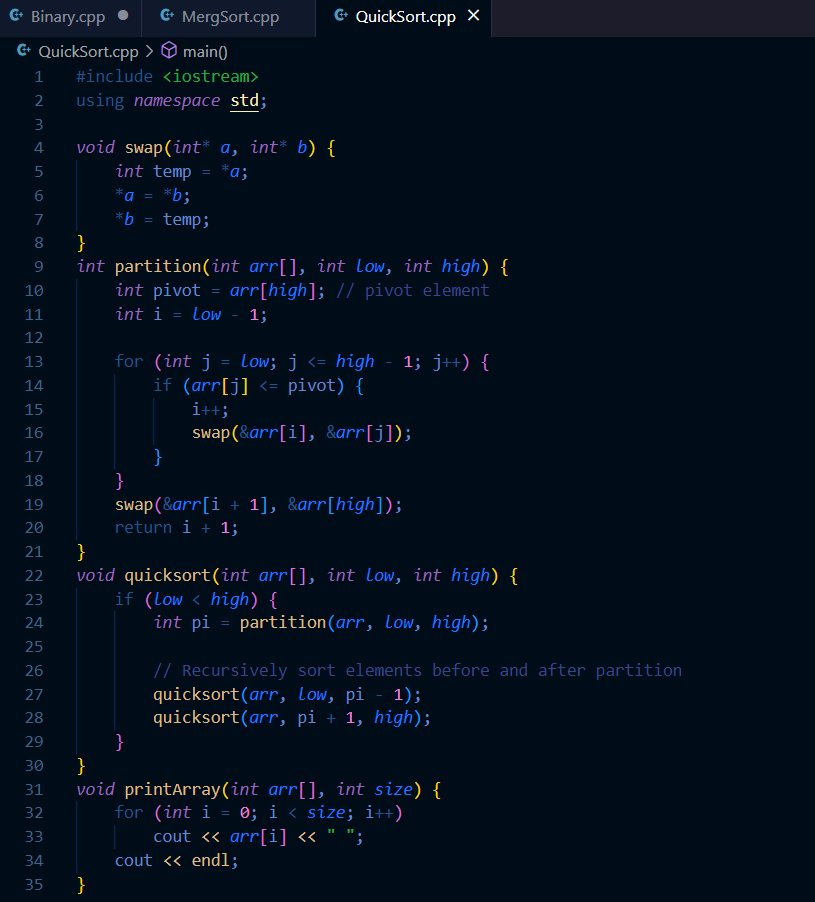 Binary.cpp MergSort.cpp QuickSort.cpp
QuickSort.cpp > main()
1 #include <iostream>
2 using namespace std;
3
4 void swap(int* a, int* b) {
5     int temp = *a;
6     *a = *b;
7     *b = temp;
8 }
9 int partition(int arr[], int low, int high) {
10     int pivot = arr[high]; // pivot element
11     int i = low - 1;
12
13     for (int j = low; j <= high - 1; j++) {
14         if (arr[j] <= pivot) {
15             i++;
16             swap(&arr[i], &arr[j]);
17         }
18     }
19     swap(&arr[i + 1], &arr[high]);
20     return i + 1;
21 }
22 void quicksort(int arr[], int low, int high) {
23     if (low < high) {
24         int pi = partition(arr, low, high);
25
26         // Recursively sort elements before and after partition
27         quicksort(arr, low, pi - 1);
28         quicksort(arr, pi + 1, high);
29     }
30 }
31 void printArray(int arr[], int size) {
32     for (int i = 0; i < size; i++)
33         cout << arr[i] << " ";
34     cout << endl;
35 }